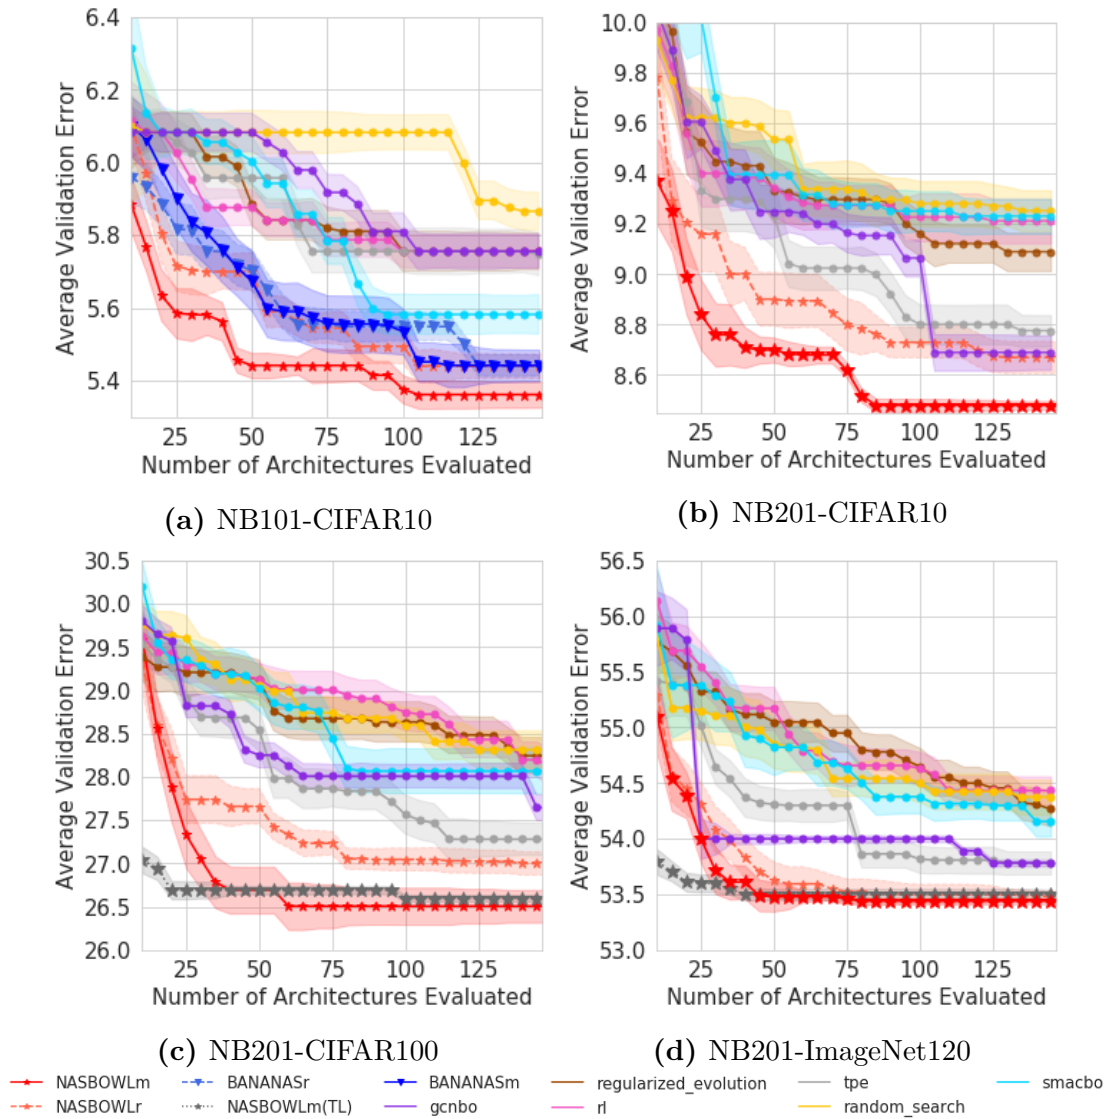 6.4
6.2
6.0
5.8
5.6
5.4
Average Validation Error
25 50 75 100 125
Number of Architectures Evaluated
(a) NB101-CIFAR10
10.0
9.8
9.6
9.4
9.2
9.0
8.8
8.6
Average Validation Error
25 50 75 100 125
Number of Architectures Evaluated
(b) NB201-CIFAR10
30.5
30.0
29.5
29.0
28.5
28.0
27.5
27.0
26.5
26.0
Average Validation Error
25 50 75 100 125
Number of Architectures Evaluated
(c) NB201-CIFAR100
56.5
56.0
55.5
55.0
54.5
54.0
53.5
53.0
Average Validation Error
25 50 75 100 125
Number of Architectures Evaluated
(d) NB201-ImageNet120
NASBOWLm BANANASr BANANASm regularized_evolution tpe smacbo
NASBOWLr NASBOWLm(TL) gcnbo rl random_search